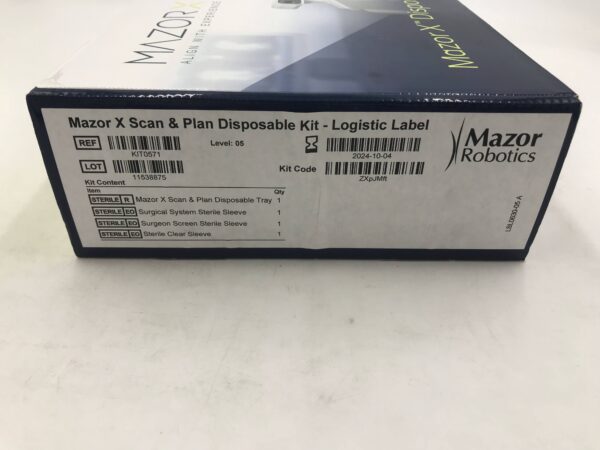 MAZOR X
ALIGN WITH EXPERIENCE
Mazor X Scan & Plan Disposable Kit - Logistic Label
REF
KIT0571
Level: 05
2024-10-04
LOT
11538875
Kit Code
ZXpJMft
Mazor
Robotics
Kit Content
Item Qty
STERILE R Mazor X Scan & Plan Disposable Tray 1
STERILE EO Surgical System Sterile Sleeve 1
STERILE EO Surgeon Screen Sterile Sleeve 1
STERILE EO Sterile Clear Sleeve 1
LBL0030-05 A